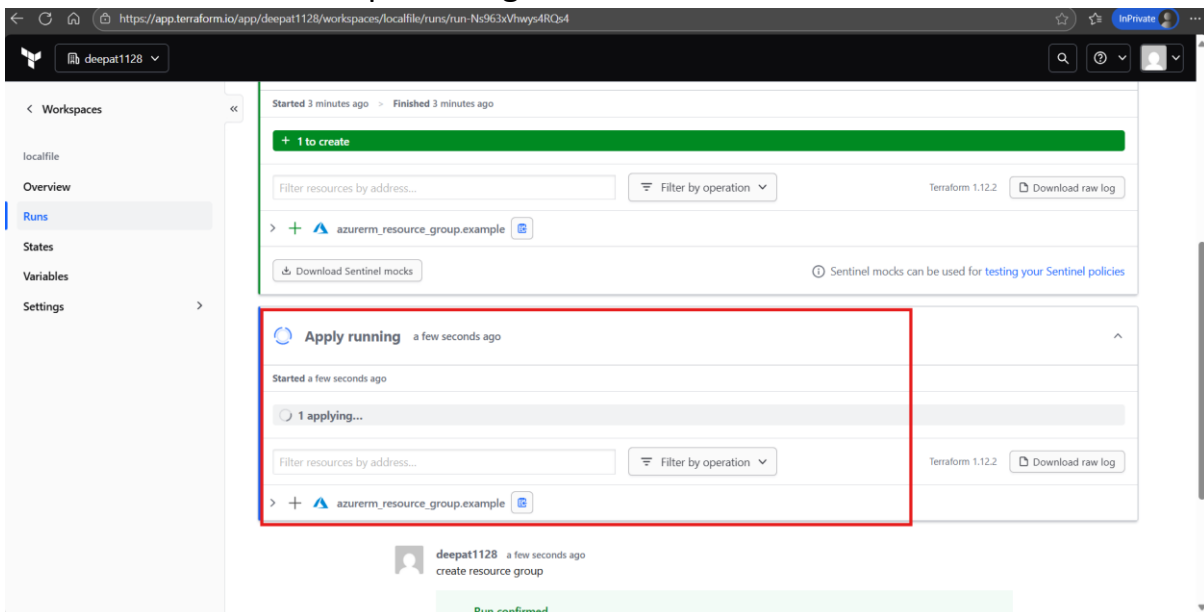 https://app.terraform.io/app/deepat1128/workspaces/localfile/runs/run-Ns963xVhwys4RQs4
InPrivate
deepat1128
Workspaces
Started 3 minutes ago > Finished 3 minutes ago
+ 1 to create
localfile
Overview
Filter resources by address...
Filter by operation
Terraform 1.12.2
Download raw log
Runs
azurerm_resource_group.example
States
Variables
Download Sentinel mocks
Sentinel mocks can be used for testing your Sentinel policies
Settings
Apply running a few seconds ago
Started a few seconds ago
1 applying...
Filter resources by address...
Filter by operation
Terraform 1.12.2
Download raw log
azurerm_resource_group.example
deepat1128 a few seconds ago
create resource group
Run confirmed